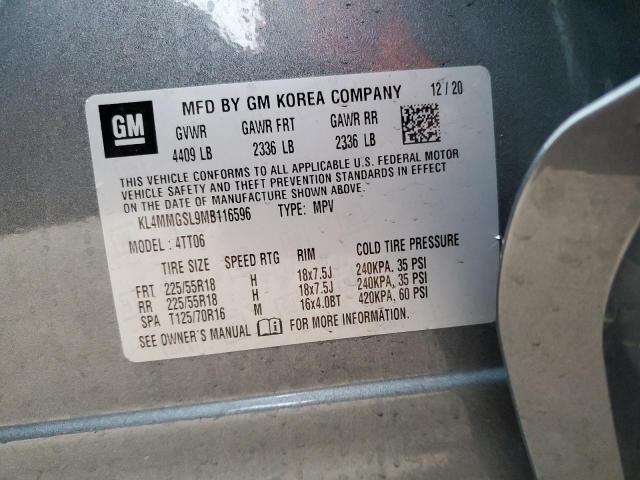 GM
MFD BY GM KOREA COMPANY 12/20
GVWR GAWR FRT GAWR RR
4409 LB 2336 LB 2336 LB
THIS VEHICLE CONFORMS TO ALL APPLICABLE U.S. FEDERAL MOTOR
VEHICLE SAFETY AND THEFT PREVENTION STANDARDS IN EFFECT
ON THE DATE OF MANUFACTURE SHOWN ABOVE.
KL4MMGSL9MB116596 TYPE: MPV
MODEL: 4TT06
TIRE SIZE SPEED RTG RIM COLD TIRE PRESSURE
FRT 225/55R18 H 18x7.5J 240KPA, 35 PSI
RR 225/55R18 H 18x7.5J 240KPA, 35 PSI
SPA T125/70R16 M 16x4.0BT 420KPA, 60 PSI
SEE OWNER'S MANUAL FOR MORE INFORMATION.